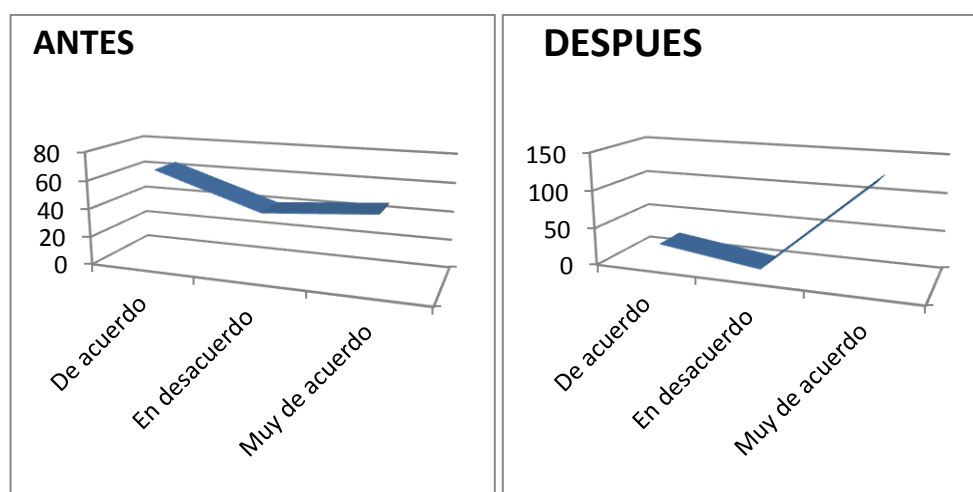 ANTES
80
60
40
20
0
De acuerdo
En desacuerdo
Muy de acuerdo
DESPUES
150
100
50
0
De acuerdo
En desacuerdo
Muy de acuerdo